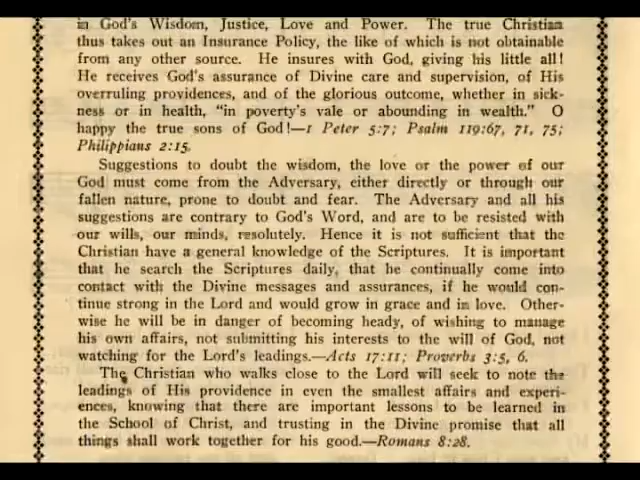 in God's Wisdom, Justice, Love and Power. The true Christian
thus takes out an Insurance Policy, the like of which is not obtainable
from any other source. He insures with God, giving his little all!
He receives God's assurance of Divine care and supervision, of His
overruling providences, and of the glorious outcome, whether in sick-
ness or in health, “in poverty's vale or abounding in wealth.” O
happy the true sons of God!—1 Peter 5:7; Psalm 119:67, 71, 75;
Philippians 2:15.
Suggestions to doubt the wisdom, the love or the power of our
God must come from the Adversary, either directly or through our
fallen nature, prone to doubt and fear. The Adversary and all his
suggestions are contrary to God's Word, and are to be resisted with
our wills, our minds, resolutely. Hence it is not sufficient that the
Christian have a general knowledge of the Scriptures. It is important
that he search the Scriptures daily, that he continually come into
contact with the Divine messages and assurances, if he would con-
tinue strong in the Lord and would grow in grace and in love. Other-
wise he will be in danger of becoming heady, of wishing to manage
his own affairs, not submitting his interests to the will of God, not
watching for the Lord's leadings.—Acts 17:11; Proverbs 3:5, 6.
The Christian who walks close to the Lord will seek to note the
leadings of His providence in even the smallest affairs and experi-
ences, knowing that there are important lessons to be learned in
the School of Christ, and trusting in the Divine promise that all
things shall work together for his good.—Romans 8:28.